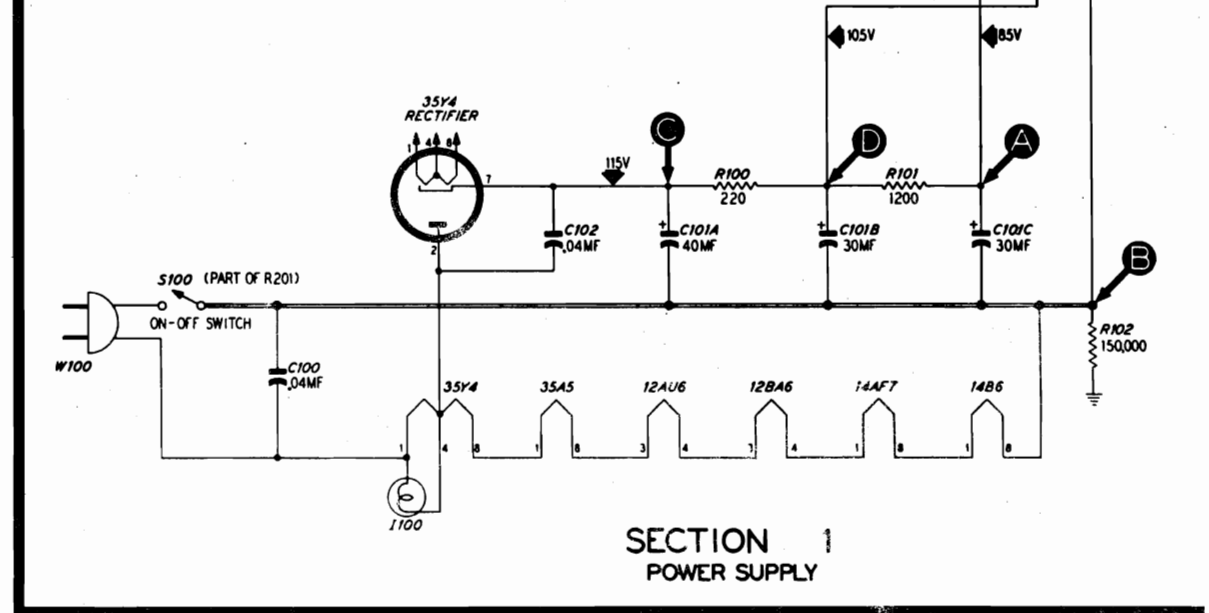 105V
85V
35Y4
RECTIFIER
1 4 8
C
D
A
7
115V
R100
220
R101
1200
C102
.04MF
+
C101A
40MF
+
C101B
30MF
+
C101C
30MF
2
B
S100 (PART OF R201)
ON-OFF SWITCH
W100
R102
150,000
C100
.04MF
35Y4
35A5
12AU6
12BA6
14AF7
14B6
1 4 8 1 8 3 4 4 1 8 1 8
I100
SECTION 1
POWER SUPPLY